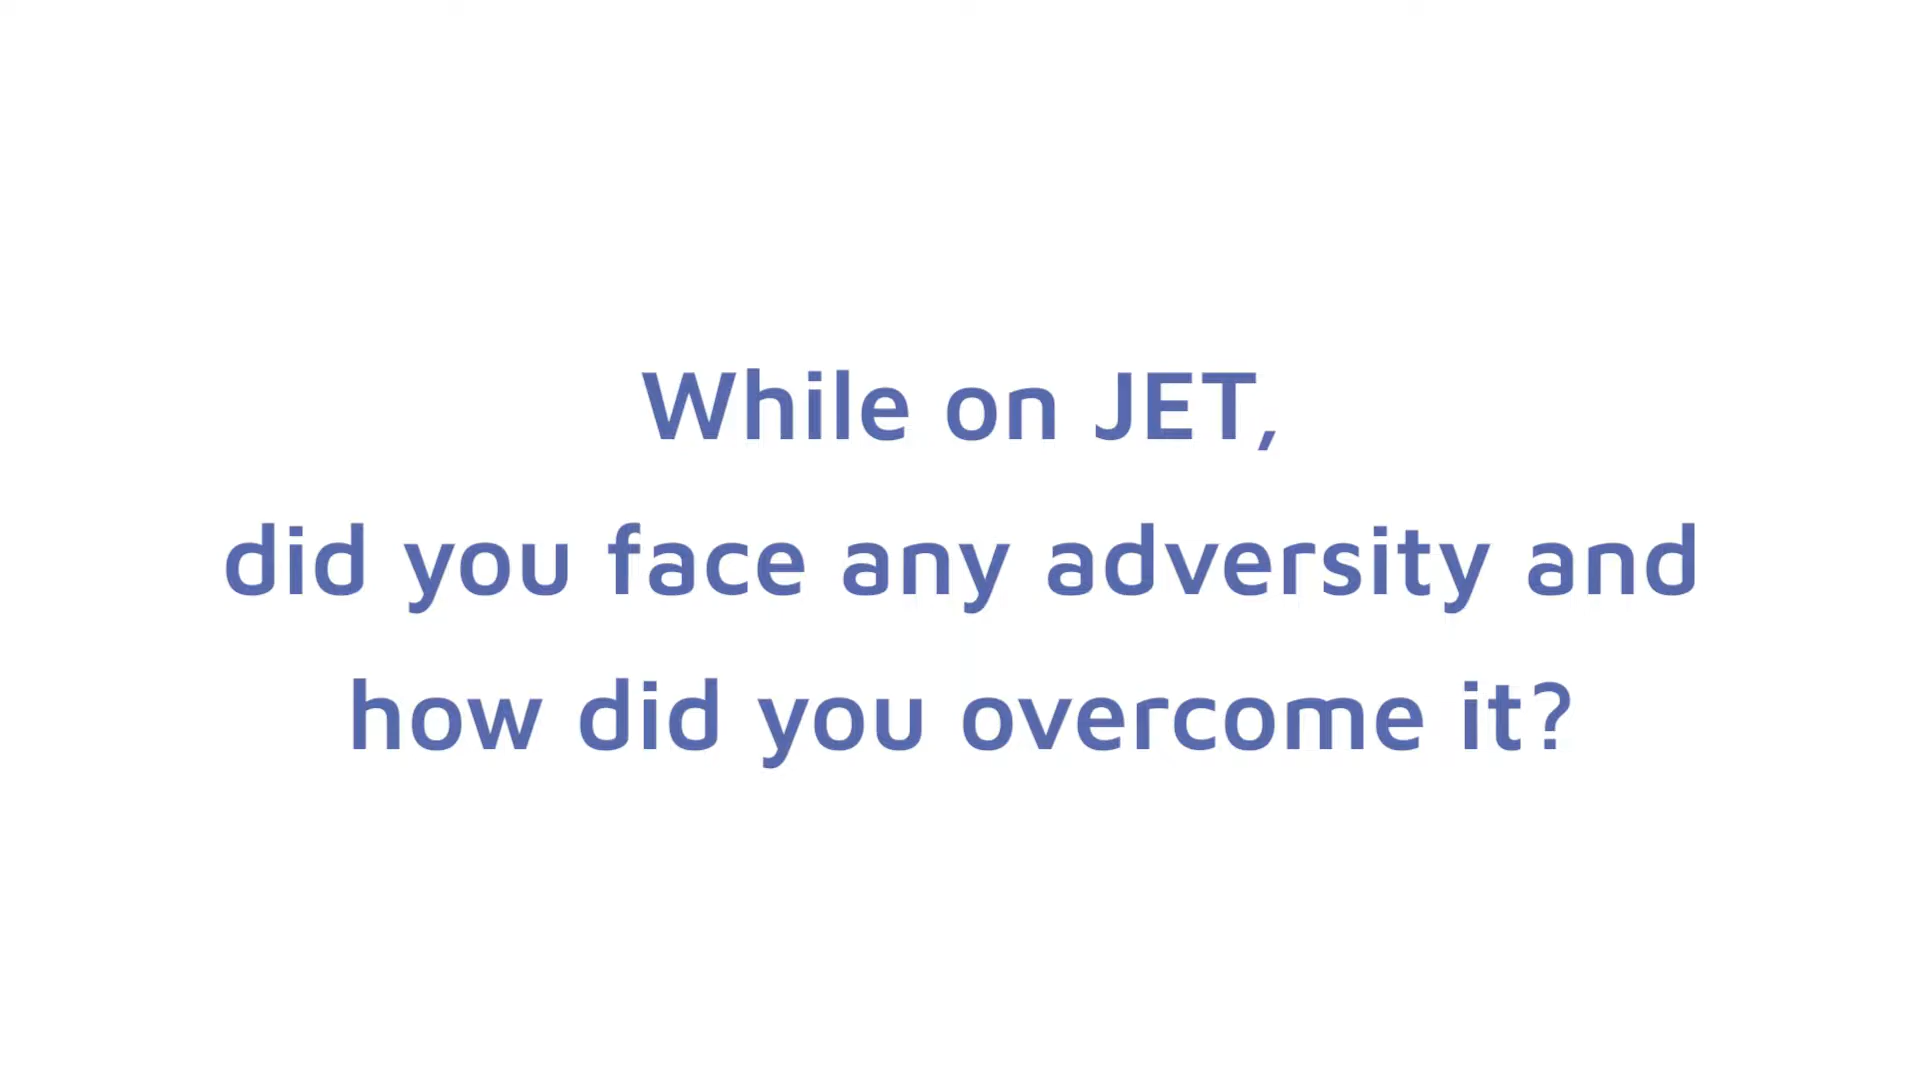 While on JET,
did you face any adversity and
how did you overcome it?